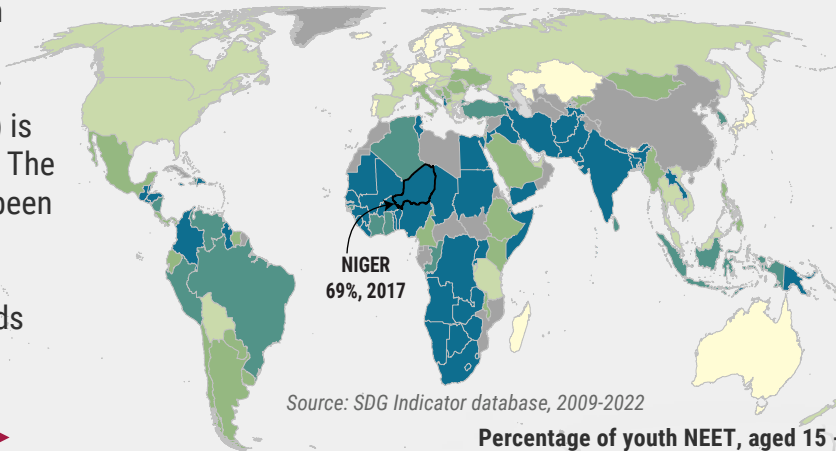 ) is
The
been
ds
NIGER
69%, 2017
Source: SDG Indicator database, 2009-2022
Percentage of youth NEET, aged 15 -